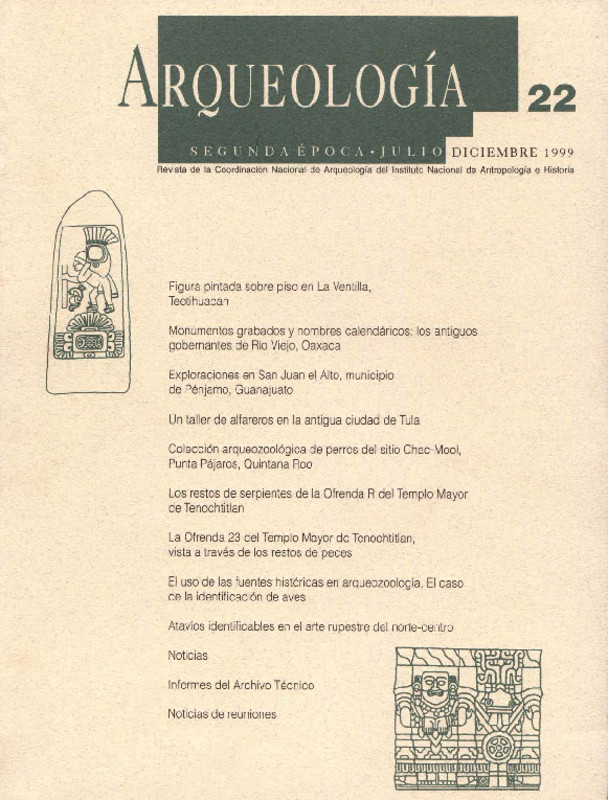 ARQUEOLOGÍA 22
SEGUNDA ÉPOCA • JULIO DICIEMBRE 1999
Revista de la Coordinación Nacional de Arqueología del Instituto Nacional de Antropología e Historia
Figura pintada sobre piso en La Ventilla,
Teotihuacan
Monumentos grabados y nombres calendáricos: los antiguos
gobernantes de Río Viejo, Oaxaca
Exploraciones en San Juan el Alto, municipio
de Pénjamo, Guanajuato
Un taller de alfareros en la antigua ciudad de Tula
Colección arqueozoológica de perros del sitio Chac-Mool,
Punta Pájaros, Quintana Roo
Los restos de serpientes de la Ofrenda R del Templo Mayor
de Tenochtitlan
La Ofrenda 23 del Templo Mayor de Tenochtitlan,
vista a través de los restos de peces
El uso de las fuentes históricas en arqueozoología. El caso
de la identificación de aves
Atavíos identificables en el arte rupestre del norte-centro
Noticias
Informes del Archivo Técnico
Noticias de reuniones